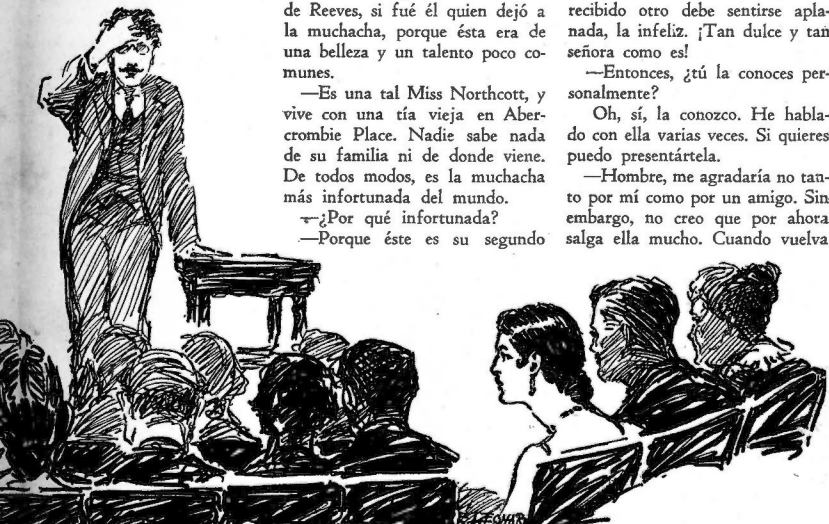 de Reeves, si fué él quien dejó a
la muchacha, porque ésta era de
una belleza y un talento poco co-
munes.
—Es una tal Miss Northcott, y
vive con una tía vieja en Aber-
crombie Place. Nadie sabe nada
de su familia ni de donde viene.
De todos modos, es la muchacha
más infortunada del mundo.
—¿Por qué infortunada?
—Porque éste es su segundo
recibido otro debe sentirse apla-
nada, la infeliz. ¡Tan dulce y tan
señora como es!
—Entonces, ¿tú la conoces per-
sonalmente?
Oh, sí, la conozco. He habla-
do con ella varias veces. Si quieres
puedo presentártela.
—Hombre, me agradaría no tan-
to por mí como por un amigo. Sin
embargo, no creo que por ahora
salga ella mucho. Cuando vuelva